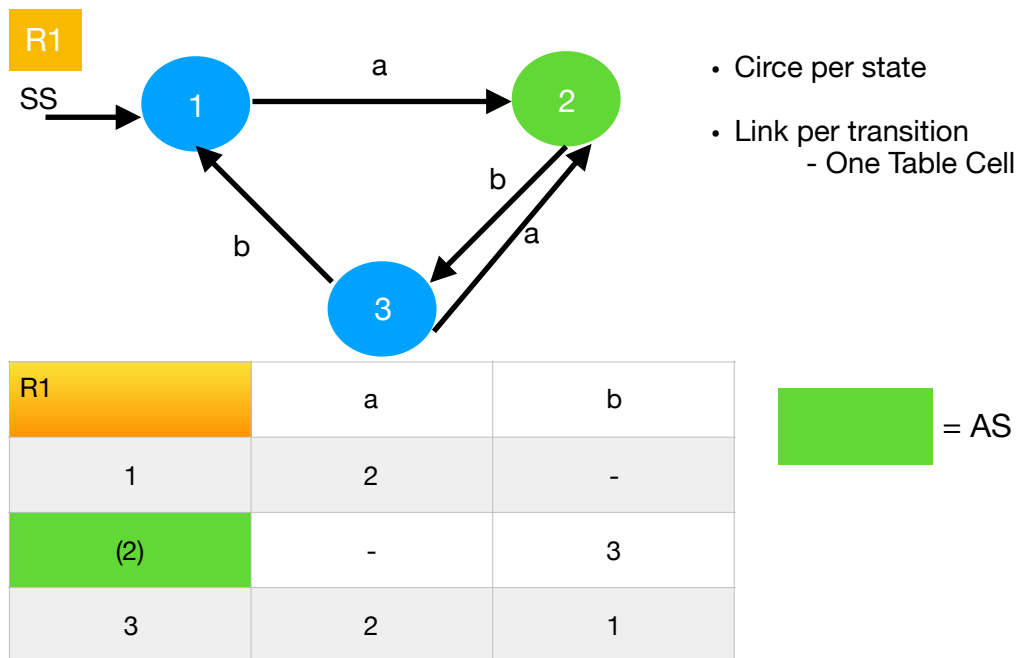 R1
SS
1
a
2
b
a
b
3
• Circe per state
• Link per transition
- One Table Cell
R1 a b
1 2 -
(2) - 3
3 2 1
= AS